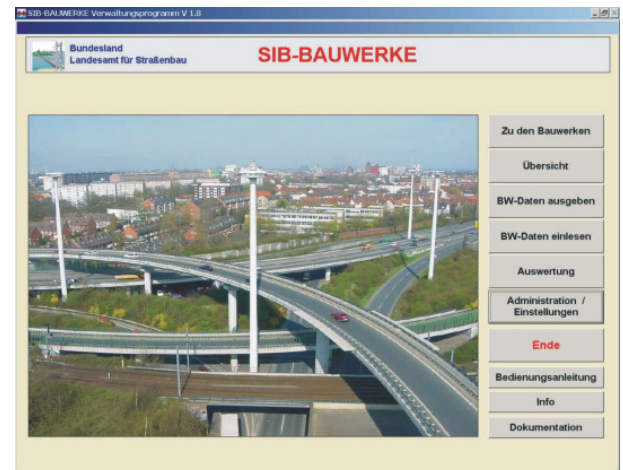 SIB-BAUWERKE Verwaltungsprogramm V 1.8
Bundesland
Landesamt für Straßenbau
SIB-BAUWERKE
Zu den Bauwerken
Übersicht
BW-Daten ausgeben
BW-Daten einlesen
Auswertung
Administration /
Einstellungen
Ende
Bedienungsanleitung
Info
Dokumentation